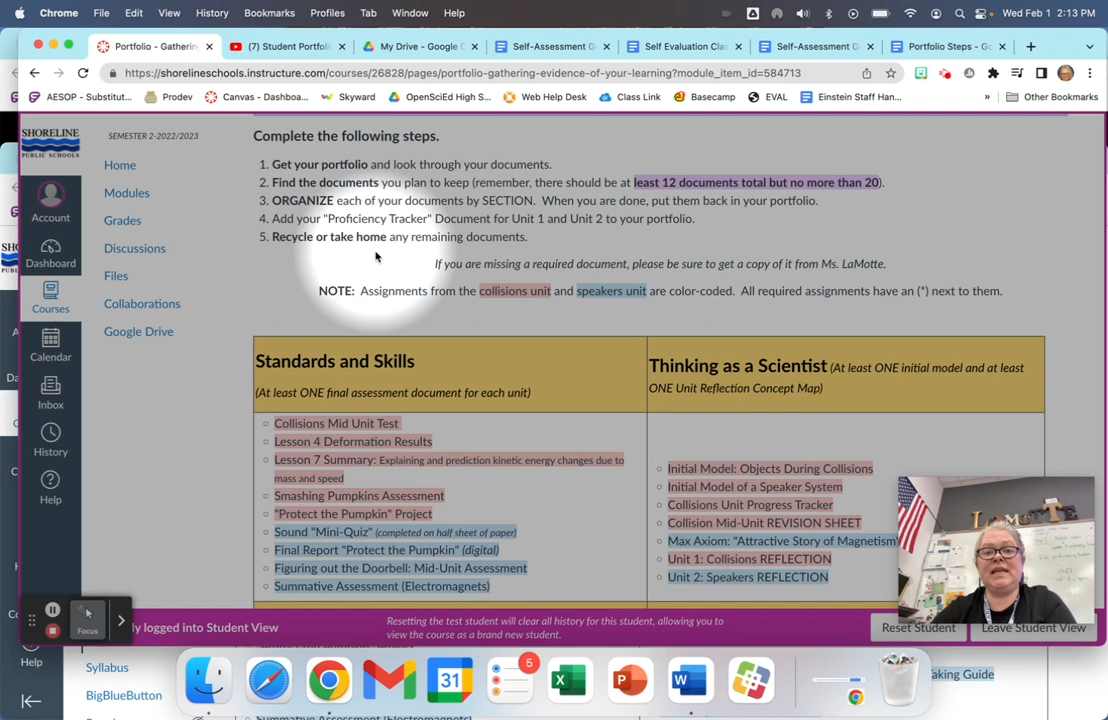 Chrome File Edit View History Bookmarks Profiles Tab Window Help Wed Feb 1 2:13 PM
Portfolio - Gatherin (7) Student Portfoli My Drive - Google D Self-Assessment G Self Evaluation Clas Self-Assessment G Portfolio Steps - Go
https://shorelineschools.instructure.com/courses/26828/pages/portfolio-gathering-evidence-of-your-learning?module_item_id=584713
AESOP - Substitut... Prodev Canvas - Dashboa... Skyward OpenSciEd High S... Web Help Desk Class Link Basecamp EVAL Einstein Staff Han... » Other Bookmarks
SHORELINE
PUBLIC SCHOOLS
Account
Dashboard
Courses
Calendar
Inbox
History
Help
SEMESTER 2-2022/2023
Home
Modules
Grades
Discussions
Files
Collaborations
Google Drive
Complete the following steps.
1. Get your portfolio and look through your documents.
2. Find the documents you plan to keep (remember, there should be at least 12 documents total but no more than 20).
3. ORGANIZE each of your documents by SECTION. When you are done, put them back in your portfolio.
4. Add your "Proficiency Tracker" Document for Unit 1 and Unit 2 to your portfolio.
5. Recycle or take home any remaining documents.
If you are missing a required document, please be sure to get a copy of it from Ms. LaMotte.
NOTE: Assignments from the collisions unit and speakers unit are color-coded. All required assignments have an (*) next to them.
Standards and Skills
(At least ONE final assessment document for each unit)
Thinking as a Scientist (At least ONE initial model and at least
ONE Unit Reflection Concept Map)
Collisions Mid Unit Test
Lesson 4 Deformation Results
Lesson 7 Summary: Explaining and prediction kinetic energy changes due to
mass and speed
Smashing Pumpkins Assessment
"Protect the Pumpkin" Project
Sound "Mini-Quiz" (completed on half sheet of paper)
Final Report "Protect the Pumpkin" (digital)
Figuring out the Doorbell: Mid-Unit Assessment
Summative Assessment (Electromagnets)
Initial Model: Objects During Collisions
Initial Model of a Speaker System
Collisions Unit Progress Tracker
Collision Mid-Unit REVISION SHEET
Max Axiom: "Attractive Story of Magnetism"
Unit 1: Collisions REFLECTION
Unit 2: Speakers REFLECTION
LaMoTTe
Focus
y logged into Student View
Resetting the test student will clear all history for this student, allowing you to
view the course as a brand new student.
Reset Student
Leave Student View
Help
Syllabus
BigBlueButton
aking Guide
Summative Assessment (Electromagnets)
31
5